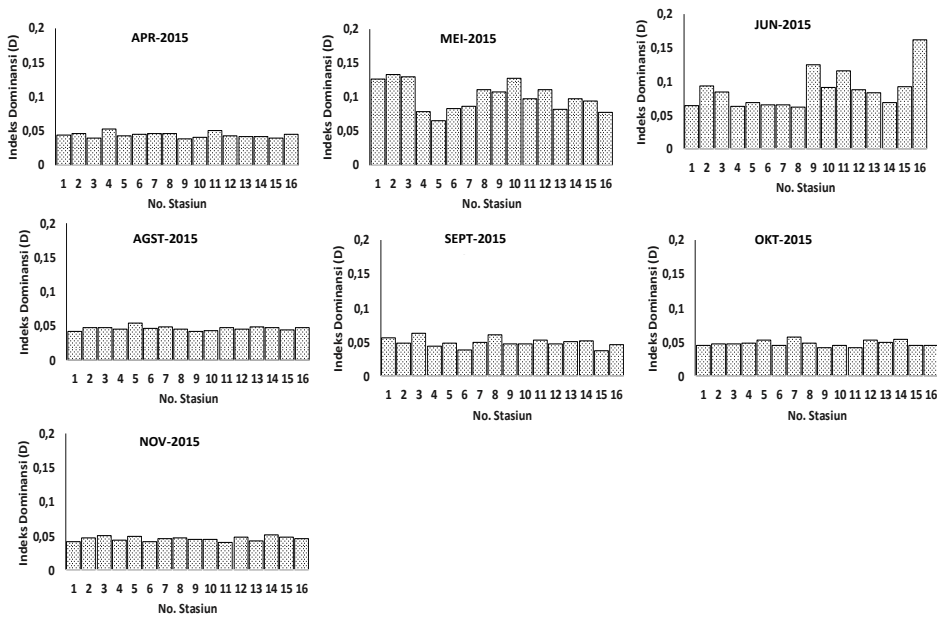 APR-2015
Indeks Dominansi (D)
0,2
0,15
0,1
0,05
0
1 2 3 4 5 6 7 8 9 10 11 12 13 14 15 16
No. Stasiun
MEI-2015
Indeks Dominansi (D)
0,2
0,15
0,1
0,05
0
1 2 3 4 5 6 7 8 9 10 11 12 13 14 15 16
No. Stasiun
JUN-2015
Indeks Dominansi (D)
0,2
0,15
0,1
0,05
0
1 2 3 4 5 6 7 8 9 10 11 12 13 14 15 16
No. Stasiun
AGST-2015
Indeks Dominansi (D)
0,2
0,15
0,1
0,05
0
1 2 3 4 5 6 7 8 9 10 11 12 13 14 15 16
No. Stasiun
SEPT-2015
Indeks Dominansi (D)
0,2
0,15
0,1
0,05
0
1 2 3 4 5 6 7 8 9 10 11 12 13 14 15 16
No. Stasiun
OKT-2015
Indeks Dominansi (D)
0,2
0,15
0,1
0,05
0
1 2 3 4 5 6 7 8 9 10 11 12 13 14 15 16
No. Stasiun
NOV-2015
Indeks Dominansi (D)
0,2
0,15
0,1
0,05
0
1 2 3 4 5 6 7 8 9 10 11 12 13 14 15 16
No. Stasiun